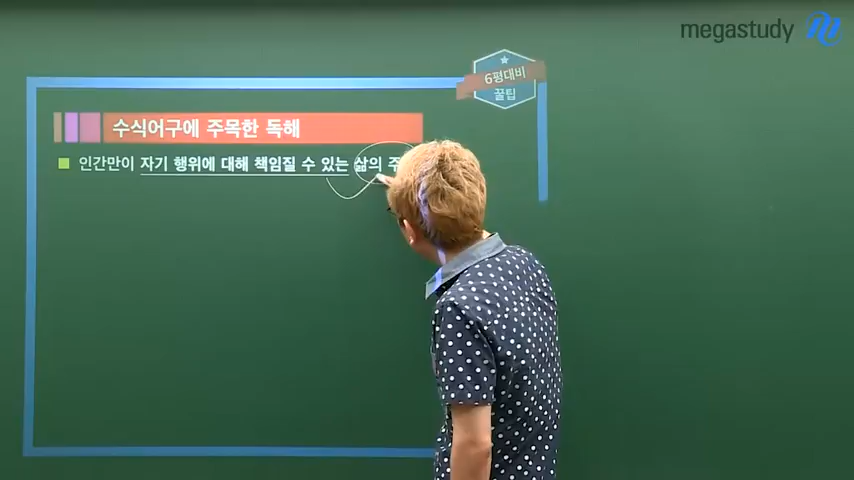 megastudy
6평대비
꿀팁
수식어구에 주목한 독해
인간만이 자기 행위에 대해 책임질 수 있는 삶의